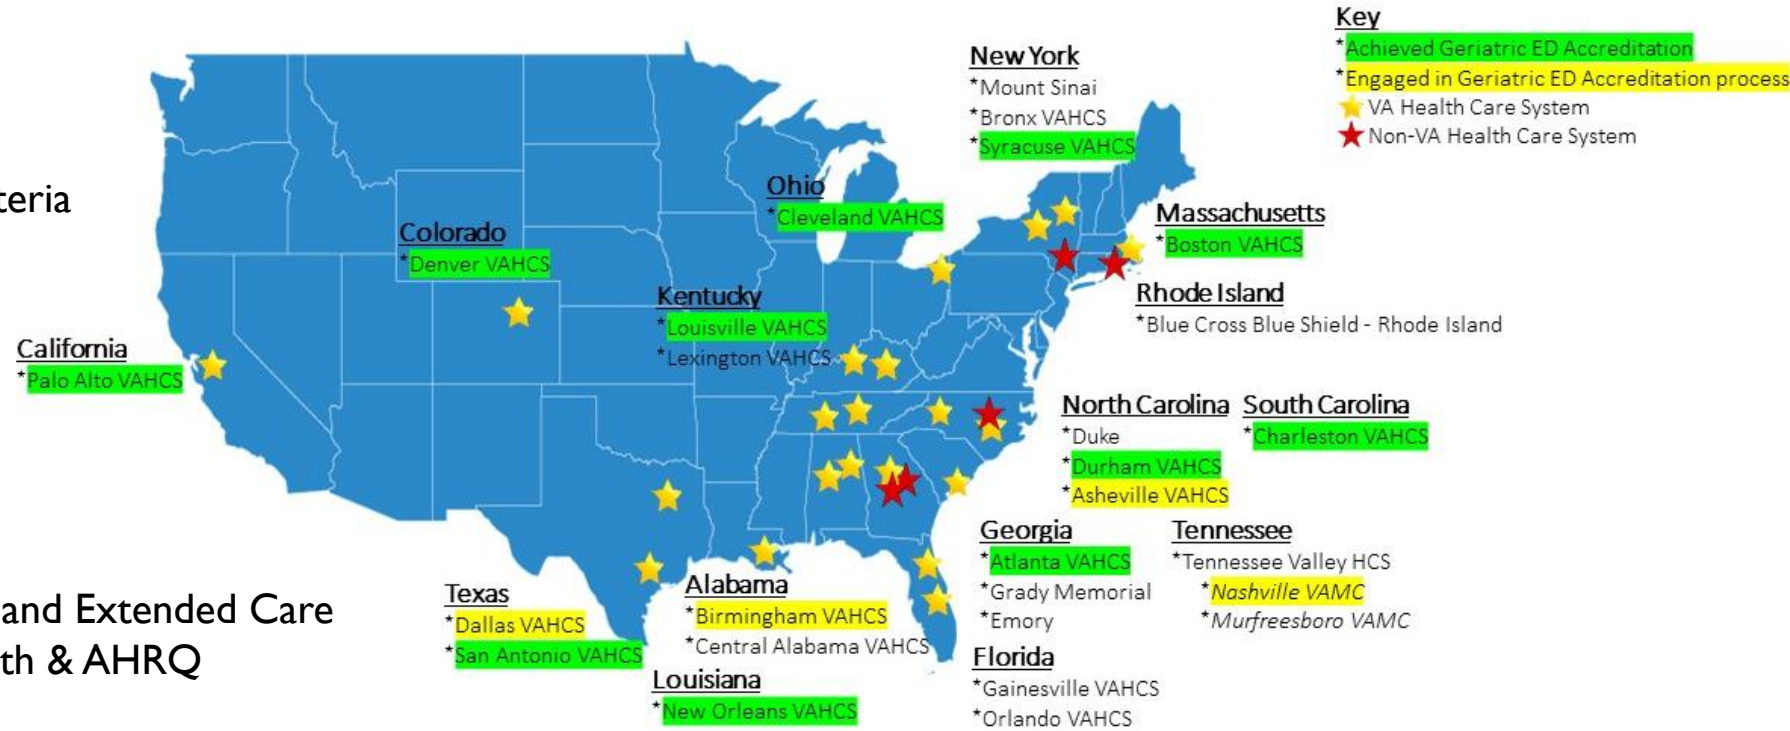 Key
*Achieved Geriatric ED Accreditation
*Engaged in Geriatric ED Accreditation process
VA Health Care System
Non-VA Health Care System
New York
*Mount Sinai
*Bronx VAHCS
*Syracuse VAHCS
teria
Ohio
*Cleveland VAHCS
Massachusetts
*Boston VAHCS
Colorado
*Denver VAHCS
Kentucky
*Louisville VAHCS
*Lexington VAHCS
Rhode Island
*Blue Cross Blue Shield - Rhode Island
California
*Palo Alto VAHCS
North Carolina
*Duke
*Durham VAHCS
*Asheville VAHCS
South Carolina
*Charleston VAHCS
Georgia
*Atlanta VAHCS
*Grady Memorial
*Emory
Tennessee
*Tennessee Valley HCS
*Nashville VAMC
*Murfreesboro VAMC
and Extended Care
th & AHRQ
Texas
*Dallas VAHCS
*San Antonio VAHCS
Alabama
*Birmingham VAHCS
*Central Alabama VAHCS
Louisiana
*New Orleans VAHCS
Florida
*Gainesville VAHCS
*Orlando VAHCS